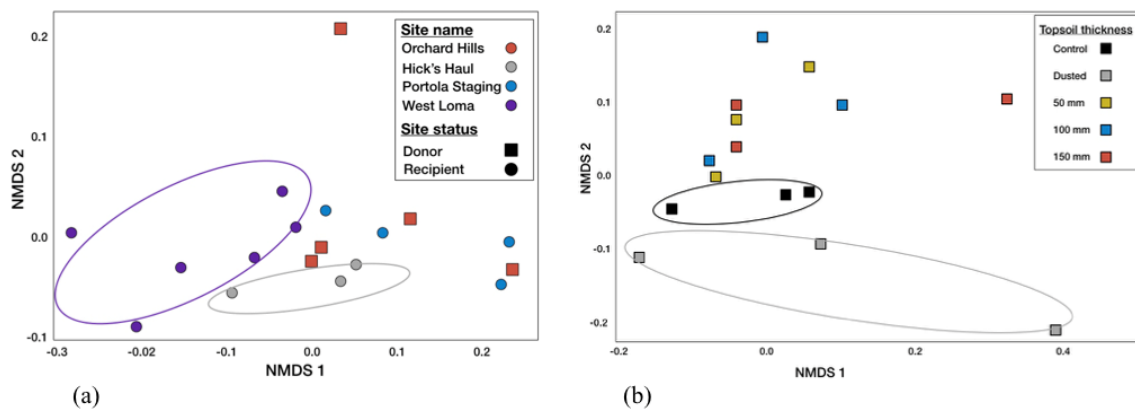 Site name
Orchard Hills
Hick's Haul
Portola Staging
West Loma
Site status
Donor
Recipient
0.2
0.1
0.0
-0.1
NMDS 2
-0.3
-0.02
-0.1
0.0
0.1
0.2
NMDS 1
(a)
Topsoil thickness
Control
Dusted
50 mm
100 mm
150 mm
0.2
0.1
0.0
-0.1
-0.2
NMDS 2
-0.2
0.0
0.2
0.4
NMDS 1
(b)